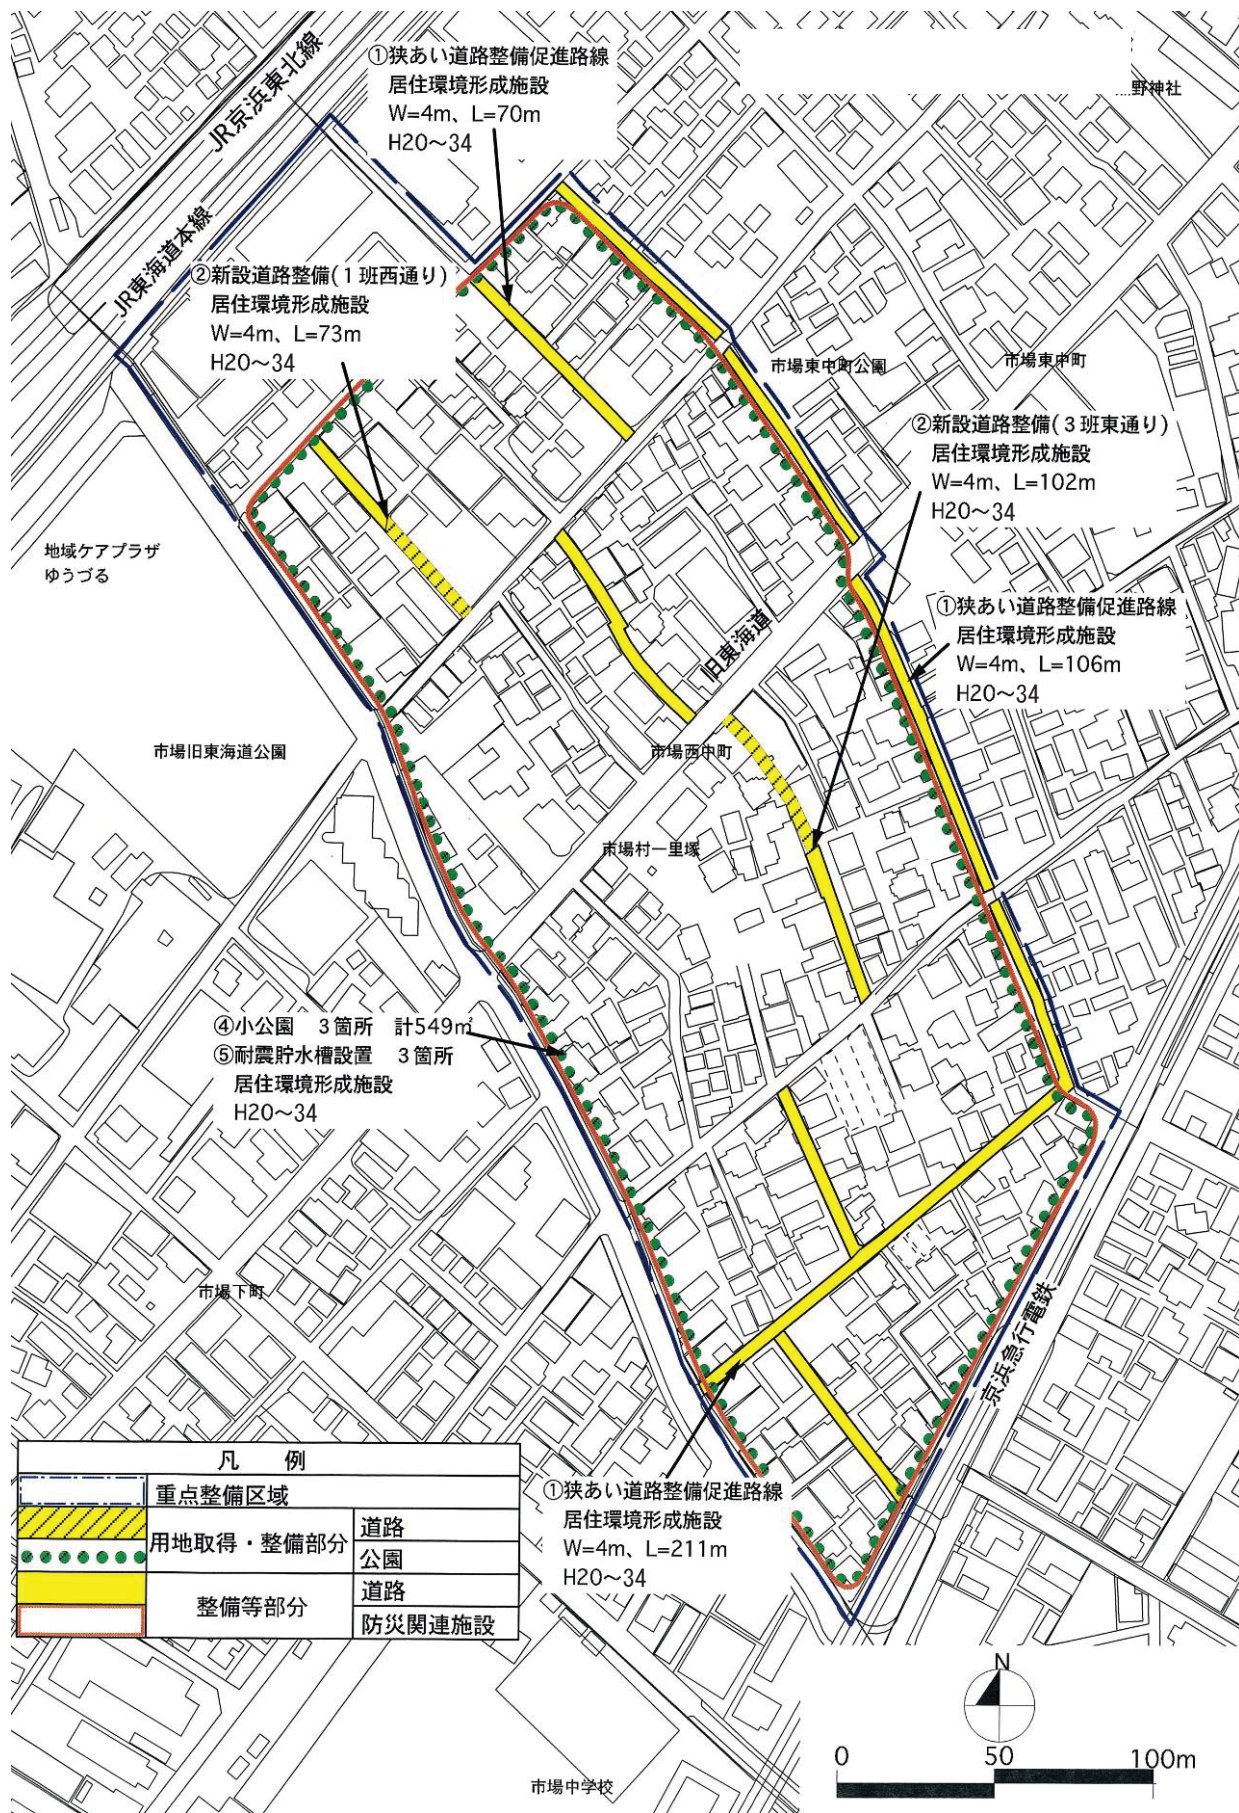 ①狭あい道路整備促進路線
居住環境形成施設
W=4m、L=70m
H20～34
野神社
JR京浜東北線
JR東海道本線
②新設道路整備(1班西通り)
居住環境形成施設
W=4m、L=73m
H20～34
市場東中町公園
市場東中町
②新設道路整備(3班東通り)
居住環境形成施設
W=4m、L=102m
H20～34
地域ケアプラザ
ゆうづる
①狭あい道路整備促進路線
居住環境形成施設
W=4m、L=106m
H20～34
旧東海道
市場旧東海道公園
市場西中町
市場村一里塚
④小公園 3箇所 計549㎡
⑤耐震貯水槽設置 3箇所
居住環境形成施設
H20～34
市場下町
京浜急行電鉄
①狭あい道路整備促進路線
居住環境形成施設
W=4m、L=211m
H20～34
凡 例
重点整備区域
用地取得・整備部分
道路
公園
整備等部分
道路
防災関連施設
N
0 50 100m
市場中学校